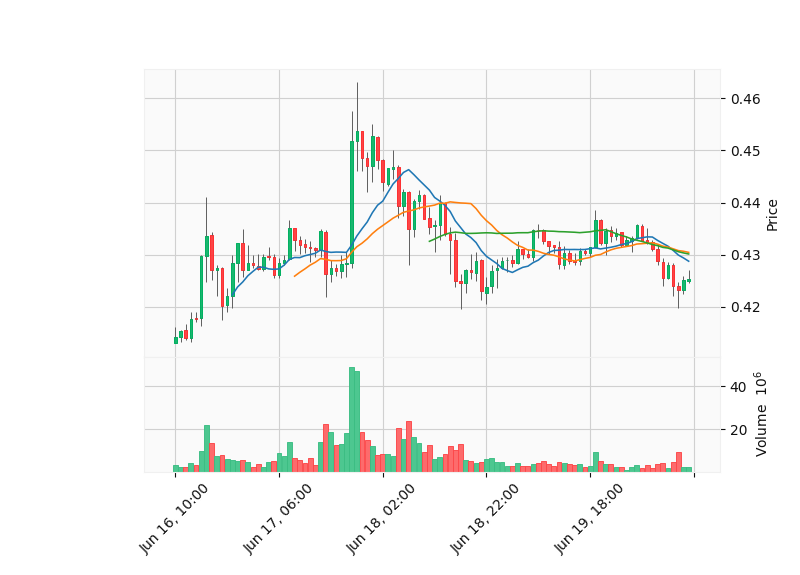 0.46
0.45
0.44
0.43
0.42
Price
40
20
Volume 10^6
Jun 16, 10:00
Jun 17, 06:00
Jun 18, 02:00
Jun 18, 22:00
Jun 19, 18:00